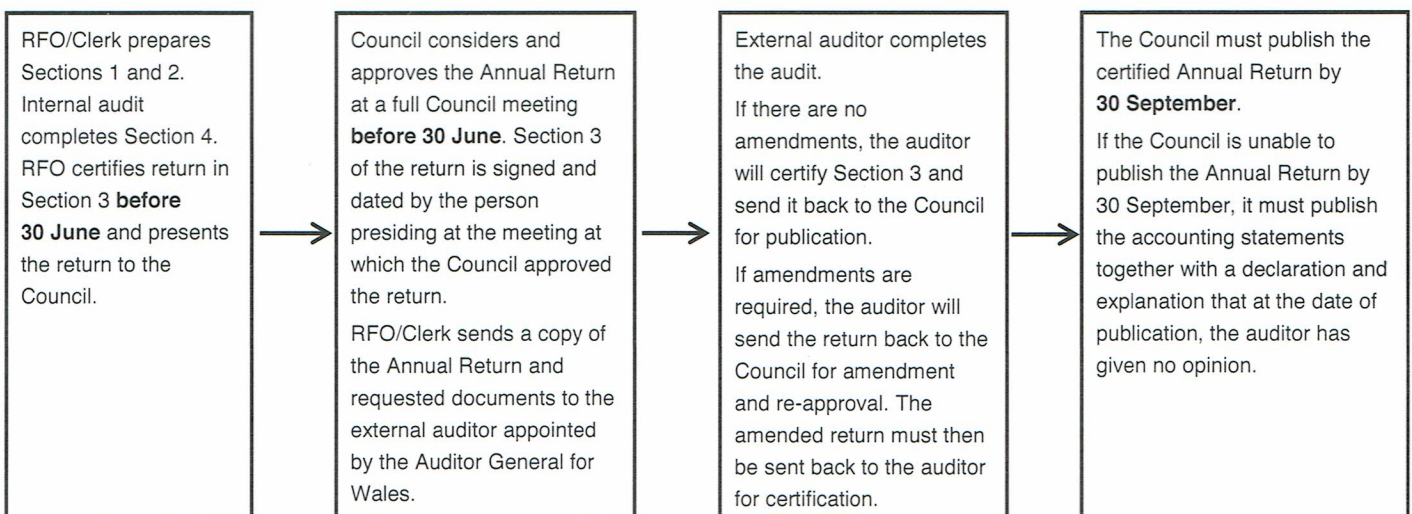 RFO/Clerk prepares
Sections 1 and 2.
Internal audit
completes Section 4.
RFO certifies return in
Section 3 before
30 June and presents
the return to the
Council.
Council considers and
approves the Annual Return
at a full Council meeting
before 30 June. Section 3
of the return is signed and
dated by the person
presiding at the meeting at
which the Council approved
the return.
RFO/Clerk sends a copy of
the Annual Return and
requested documents to the
external auditor appointed
by the Auditor General for
Wales.
External auditor completes
the audit.
If there are no
amendments, the auditor
will certify Section 3 and
send it back to the Council
for publication.
If amendments are
required, the auditor will
send the return back to the
Council for amendment
and re-approval. The
amended return must then
be sent back to the auditor
for certification.
The Council must publish the
certified Annual Return by
30 September.
If the Council is unable to
publish the Annual Return by
30 September, it must publish
the accounting statements
together with a declaration and
explanation that at the date of
publication, the auditor has
given no opinion.